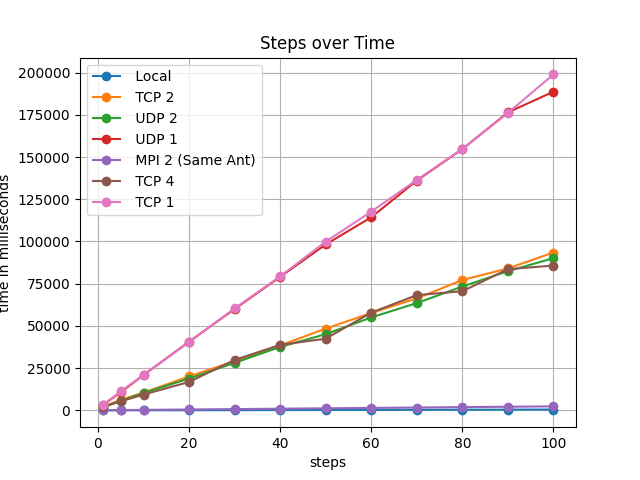 Steps over Time
200000
175000
150000
125000
100000
75000
50000
25000
0
time in milliseconds
Local
TCP 2
UDP 2
UDP 1
MPI 2 (Same Ant)
TCP 4
TCP 1
0 20 40 60 80 100
steps